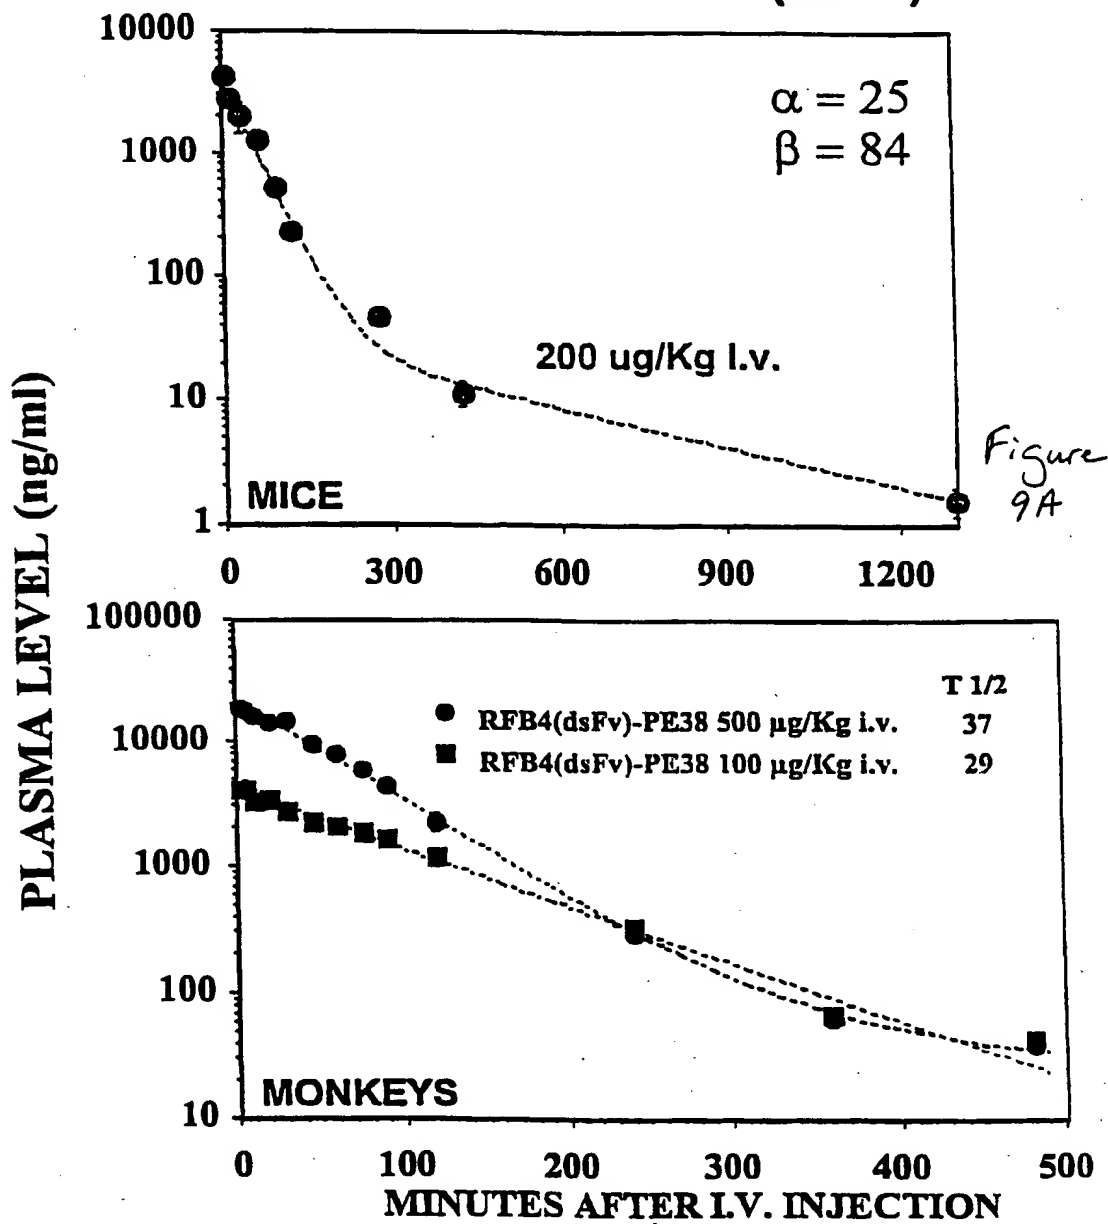 10000
1000
100
10
1
α = 25
β = 84
200 ug/Kg I.v.
MICE
Figure
9A
0 300 600 900 1200
PLASMA LEVEL (ng/ml)
100000
10000
1000
100
10
T 1/2
RFB4(dsFv)-PE38 500 µg/Kg i.v. 37
RFB4(dsFv)-PE38 100 µg/Kg i.v. 29
MONKEYS
0 100 200 300 400 500
MINUTES AFTER I.V. INJECTION